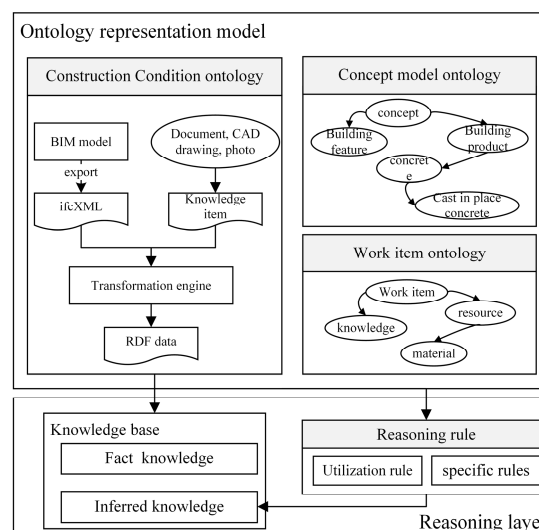 Ontology representation model
Construction Condition ontology
BIM model
export
ifcXML
Document, CAD
drawing, photo
Knowledge
item
Transformation engine
RDF data
Concept model ontology
concept
Building
feature
Building
product
concret
e
Cast in place
concrete
Work item ontology
Work item
knowledge
resource
material
Knowledge base
Fact knowledge
Inferred knowledge
Reasoning rule
Utilization rule
specific rules
Reasoning laye